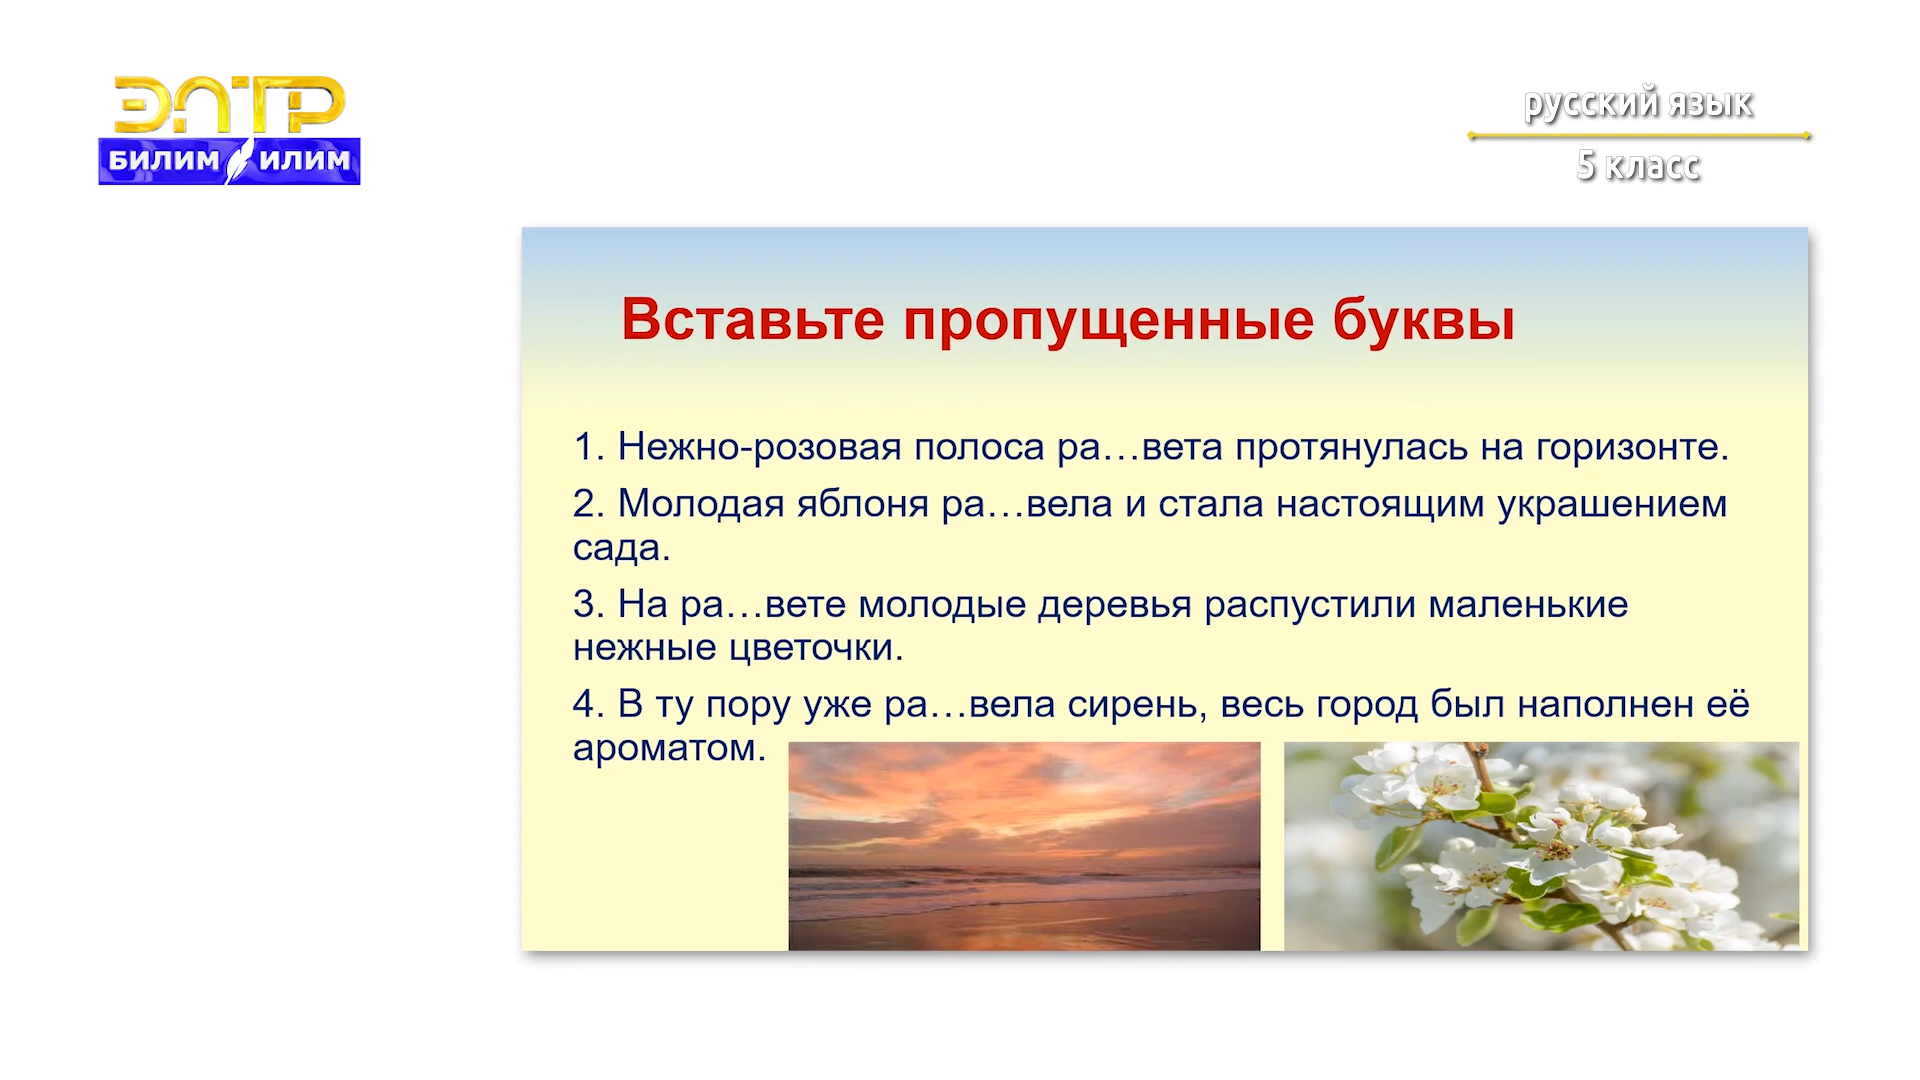 ЭЛТР
БИЛИМ ИЛИМ
русский язык
5 класс
Вставьте пропущенные буквы
1. Нежно-розовая полоса ра…вета протянулась на горизонте.
2. Молодая яблоня ра…вела и стала настоящим украшением
сада.
3. На ра…вете молодые деревья распустили маленькие
нежные цветочки.
4. В ту пору уже ра…вела сирень, весь город был наполнен её
ароматом.